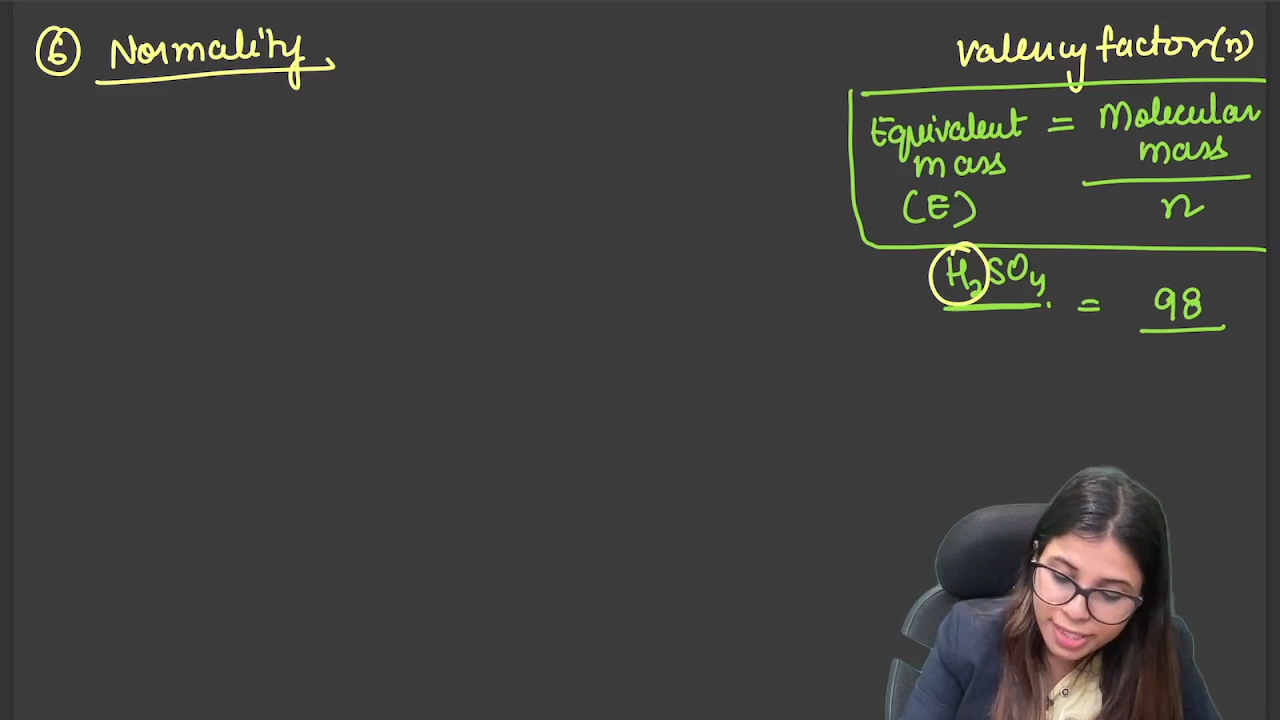 ⑥ Normality
Valency factor (n)
Equivalent mass (E) = Molecular mass / n
H₂SO₄ = 98